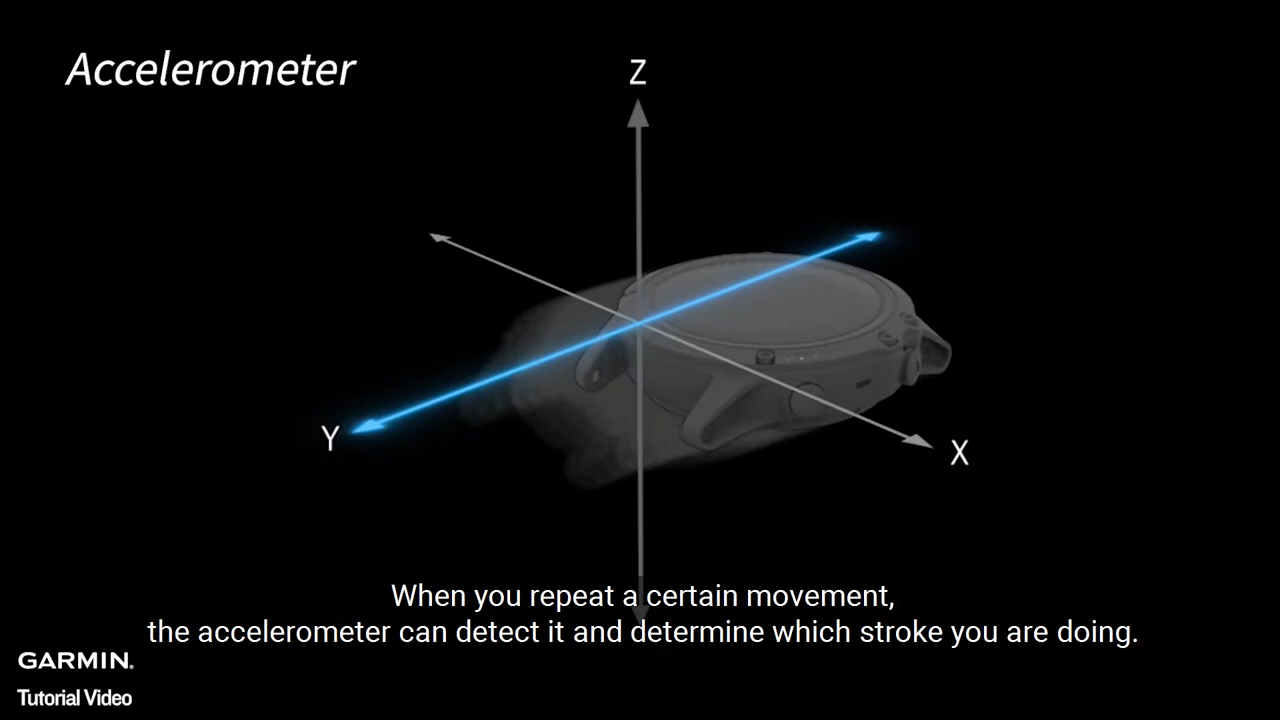 Accelerometer
Z
Y
X
When you repeat a certain movement,
the accelerometer can detect it and determine which stroke you are doing.
GARMIN.
Tutorial Video